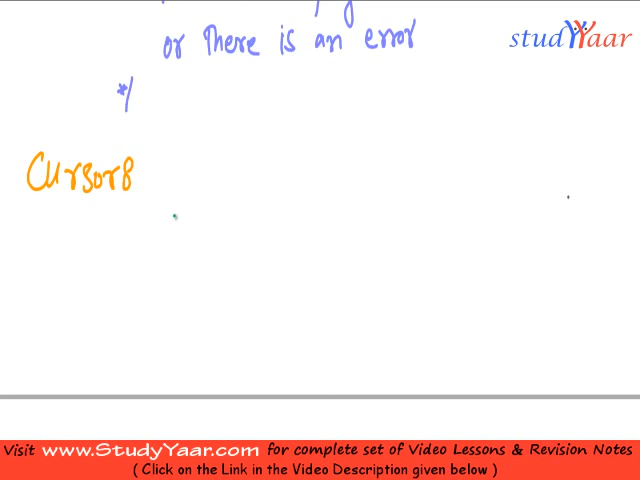 or There is an error
studYYaar
*/
Cursors
Visit www.StudyYaar.com for complete set of Video Lessons & Revision Notes
( Click on the Link in the Video Description given below )